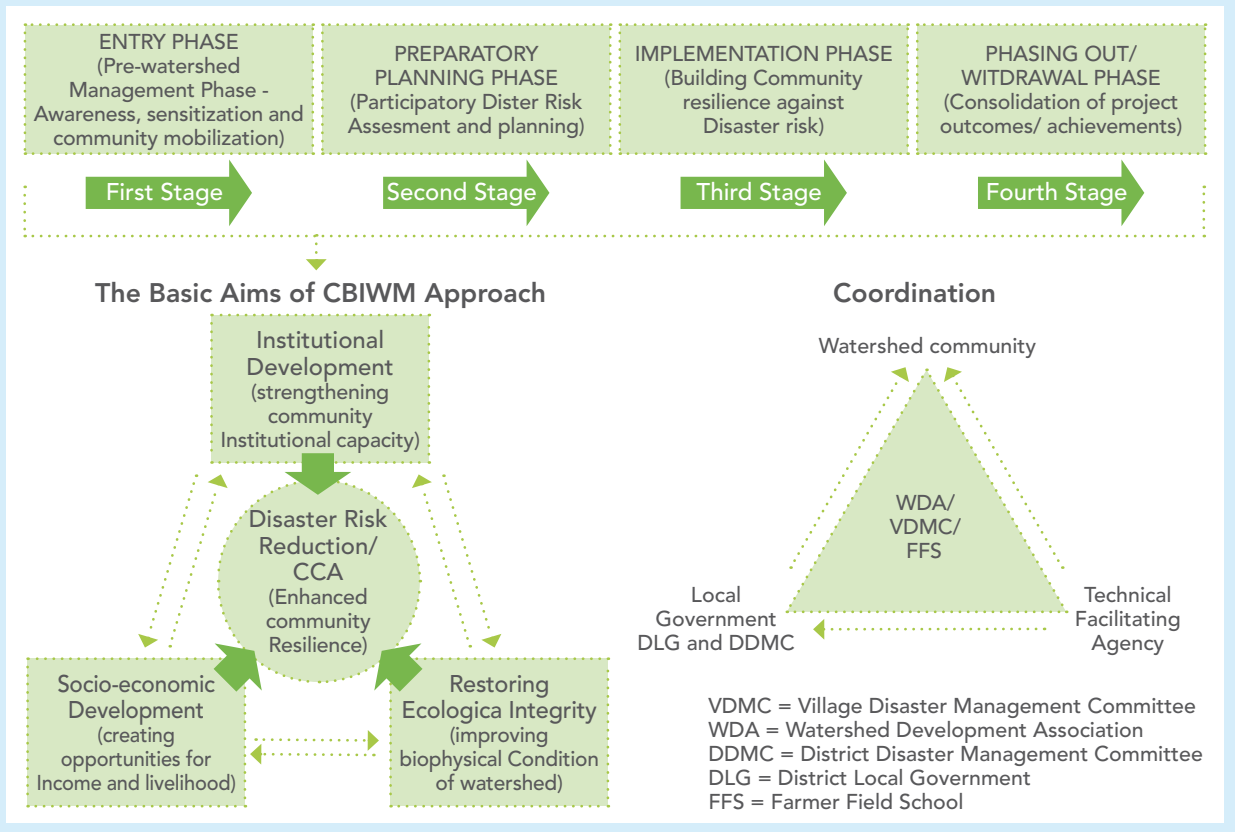 ENTRY PHASE
(Pre-watershed
Management Phase -
Awareness, sensitization and
community mobilization)
PREPARATORY
PLANNING PHASE
(Participatory Dister Risk
Assesment and planning)
IMPLEMENTATION PHASE
(Building Community
resilience against
Disaster risk)
PHASING OUT/
WITDRAWAL PHASE
(Consolidation of project
outcomes/ achievements)
First Stage
Second Stage
Third Stage
Fourth Stage
The Basic Aims of CBIWM Approach
Institutional
Development
(strengthening
community
Institutional capacity)
Disaster Risk
Reduction/
CCA
(Enhanced
community
Resilience)
Socio-economic
Development
(creating
opportunities for
Income and livelihood)
Restoring
Ecologica Integrity
(improving
biophysical Condition
of watershed)
Coordination
Watershed community
WDA/
VDMC/
FFS
Local
Government
DLG and DDMC
Technical
Facilitating
Agency
VDMC = Village Disaster Management Committee
WDA = Watershed Development Association
DDMC = District Disaster Management Committee
DLG = District Local Government
FFS = Farmer Field School